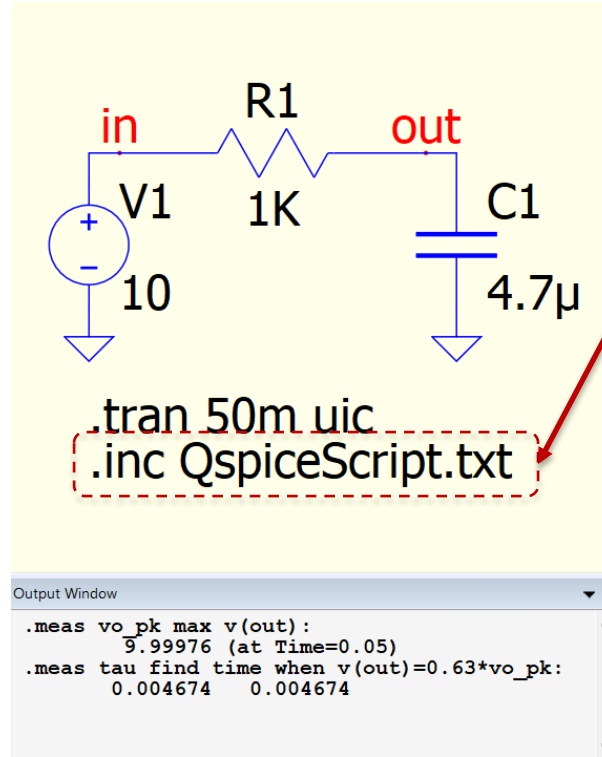 R1
in
out
V1
1K
C1
10
4.7µ
.tran 50m uic
.inc QspiceScript.txt
Output Window
.meas vo_pk max v(out):
9.99976 (at Time=0.05)
.meas tau find time when v(out)=0.63*vo_pk:
0.004674 0.004674